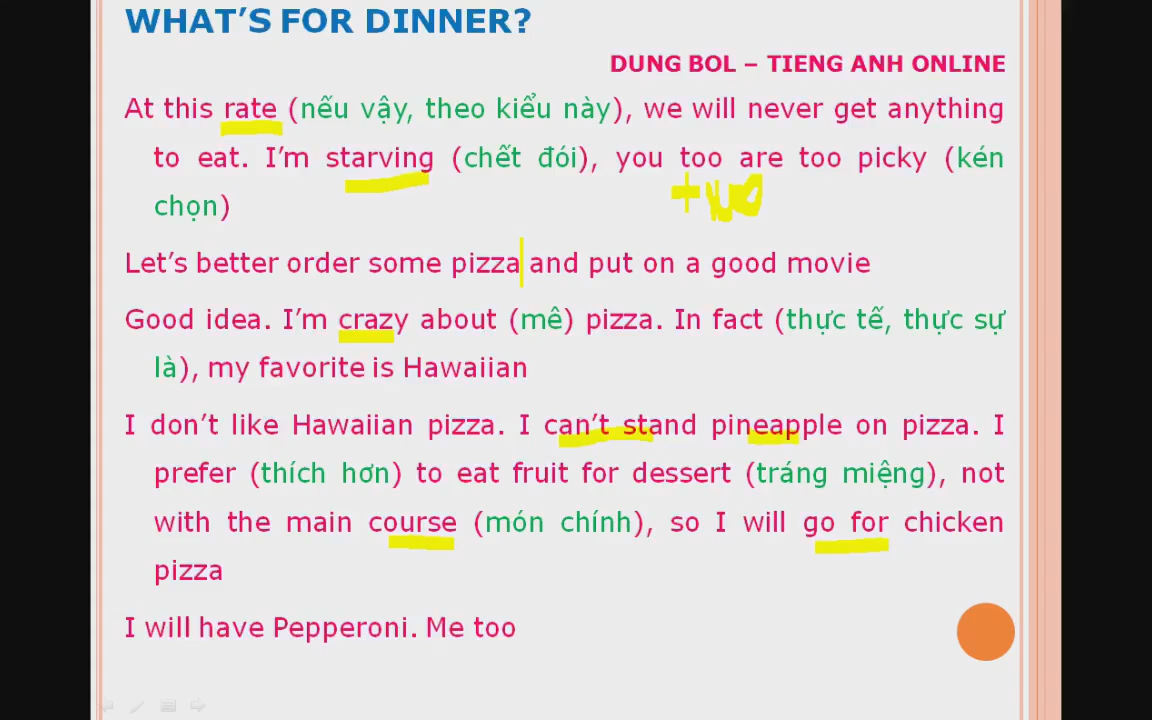 WHAT’S FOR DINNER?
DUNG BOL – TIENG ANH ONLINE
At this rate (nếu vậy, theo kiểu này), we will never get anything
to eat. I’m starving (chết đói), you too are too picky (kén
chọn)
Let’s better order some pizza and put on a good movie
Good idea. I’m crazy about (mê) pizza. In fact (thực tế, thực sự
là), my favorite is Hawaiian
I don’t like Hawaiian pizza. I can’t stand pineapple on pizza. I
prefer (thích hơn) to eat fruit for dessert (tráng miệng), not
with the main course (món chính), so I will go for chicken
pizza
I will have Pepperoni. Me too